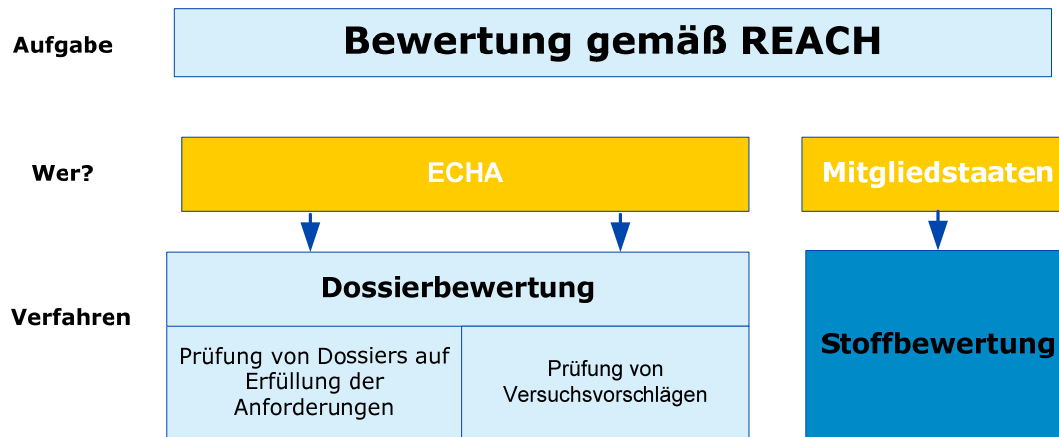 Aufgabe
Bewertung gemäß REACH
Wer?
ECHA
Mitgliedstaaten
Verfahren
Dossierbewertung
Prüfung von Dossiers auf
Erfüllung der
Anforderungen
Prüfung von
Versuchsvorschlägen
Stoffbewertung